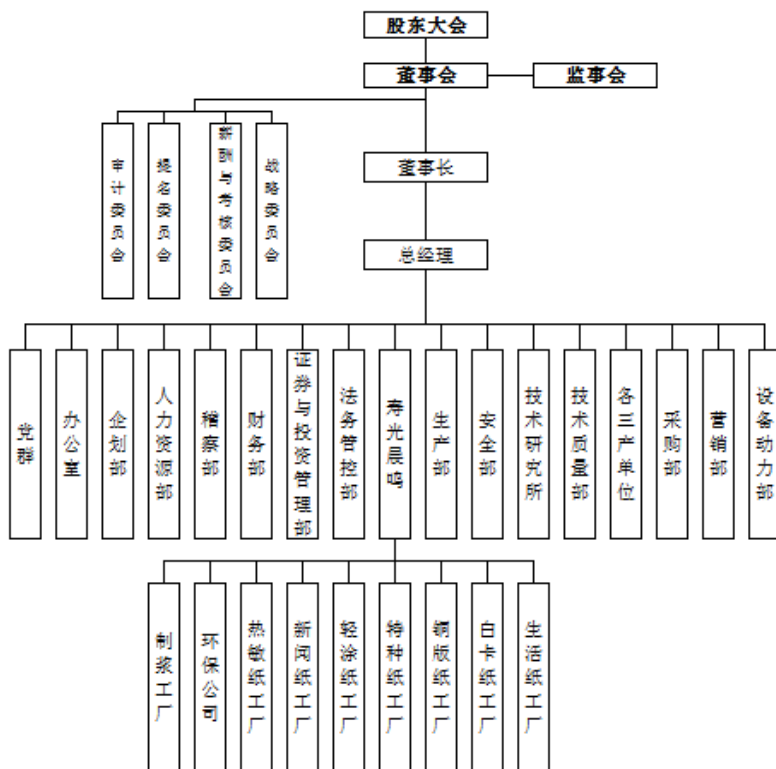 股东大会
董事会
监事会
审计委员会
提名委员会
薪酬与考核委员会
战略委员会
董事长
总经理
党群
办公室
企划部
人力资源部
稽察部
财务部
证券与投资管理部
法务管控部
寿光晨鸣
生产部
安全部
技术研究所
技术质量部
各三产单位
采购部
营销部
设备动力部
制浆工厂
环保公司
热敏纸工厂
新闻纸工厂
轻涂纸工厂
特种纸工厂
铜版纸工厂
白卡纸工厂
生活纸工厂